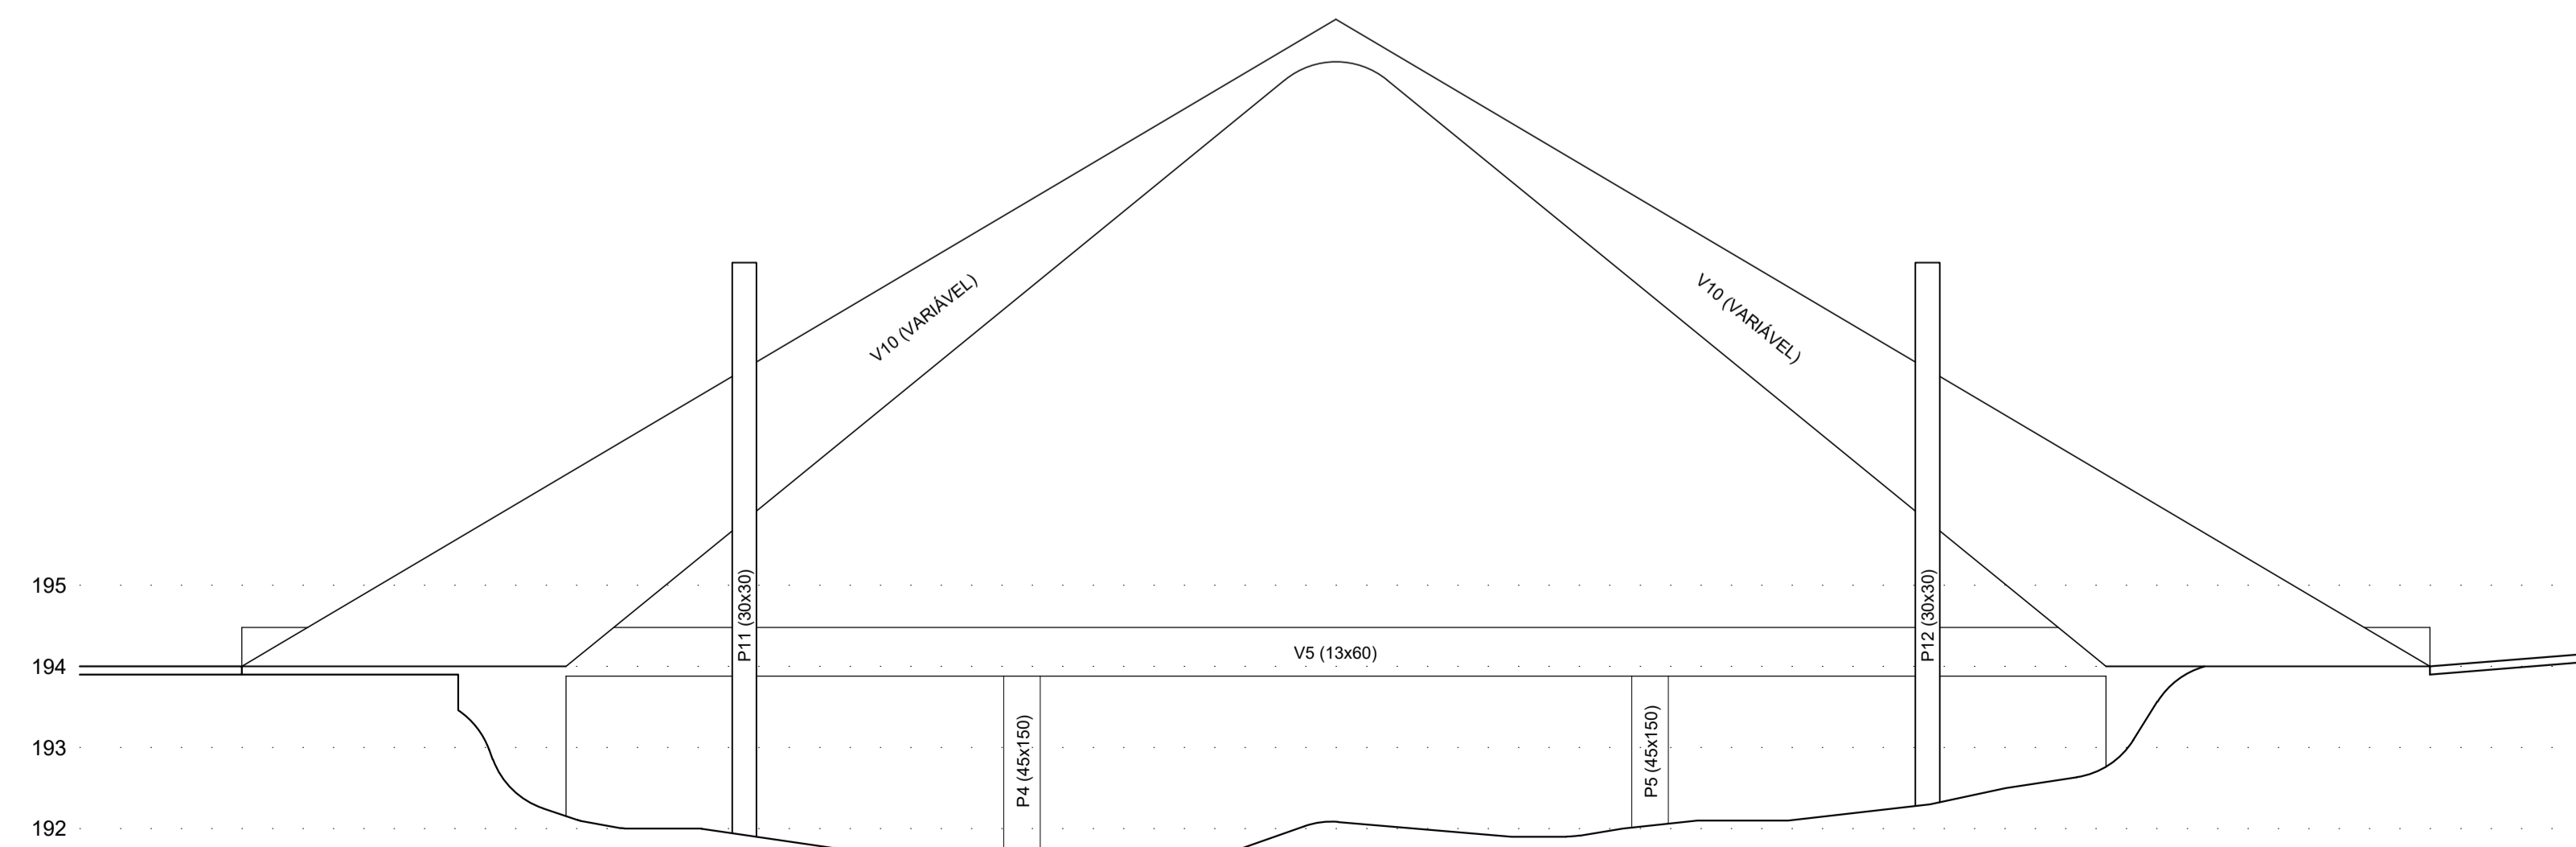 V10 (VARIÁVEL)
V10 (VARIÁVEL)
195
P11 (30x30)
P12 (30x30)
194
V5 (13x60)
193
P4 (45x150)
P5 (45x150)
192